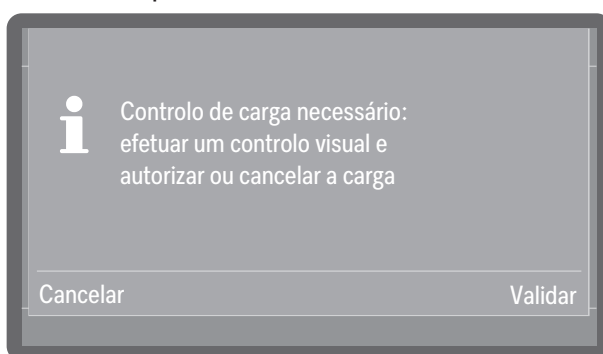 Controlo de carga necessário:
efetuar um controlo visual e
autorizar ou cancelar a carga
Cancelar
Validar